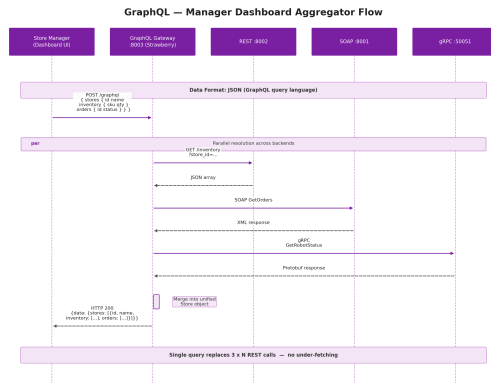 GraphQL — Manager Dashboard Aggregator Flow
Store Manager
(Dashboard UI)
GraphQL Gateway
:8003 (Strawberry)
REST :8002
SOAP :8001
gRPC :50051
Data Format: JSON (GraphQL query language)
POST /graphql
{ stores { id name
inventory { sku qty }
orders { id status } } }
par
Parallel resolution across backends
GET /inventory
?store_id=...
JSON array
SOAP GetOrders
XML response
gRPC
GetRobotStatus
Protobuf response
Merge into unified
Store object
HTTP 200
{data: {stores: [{id, name,
inventory: [...], orders: [...]}]}}
Single query replaces 3 x N REST calls — no under-fetching